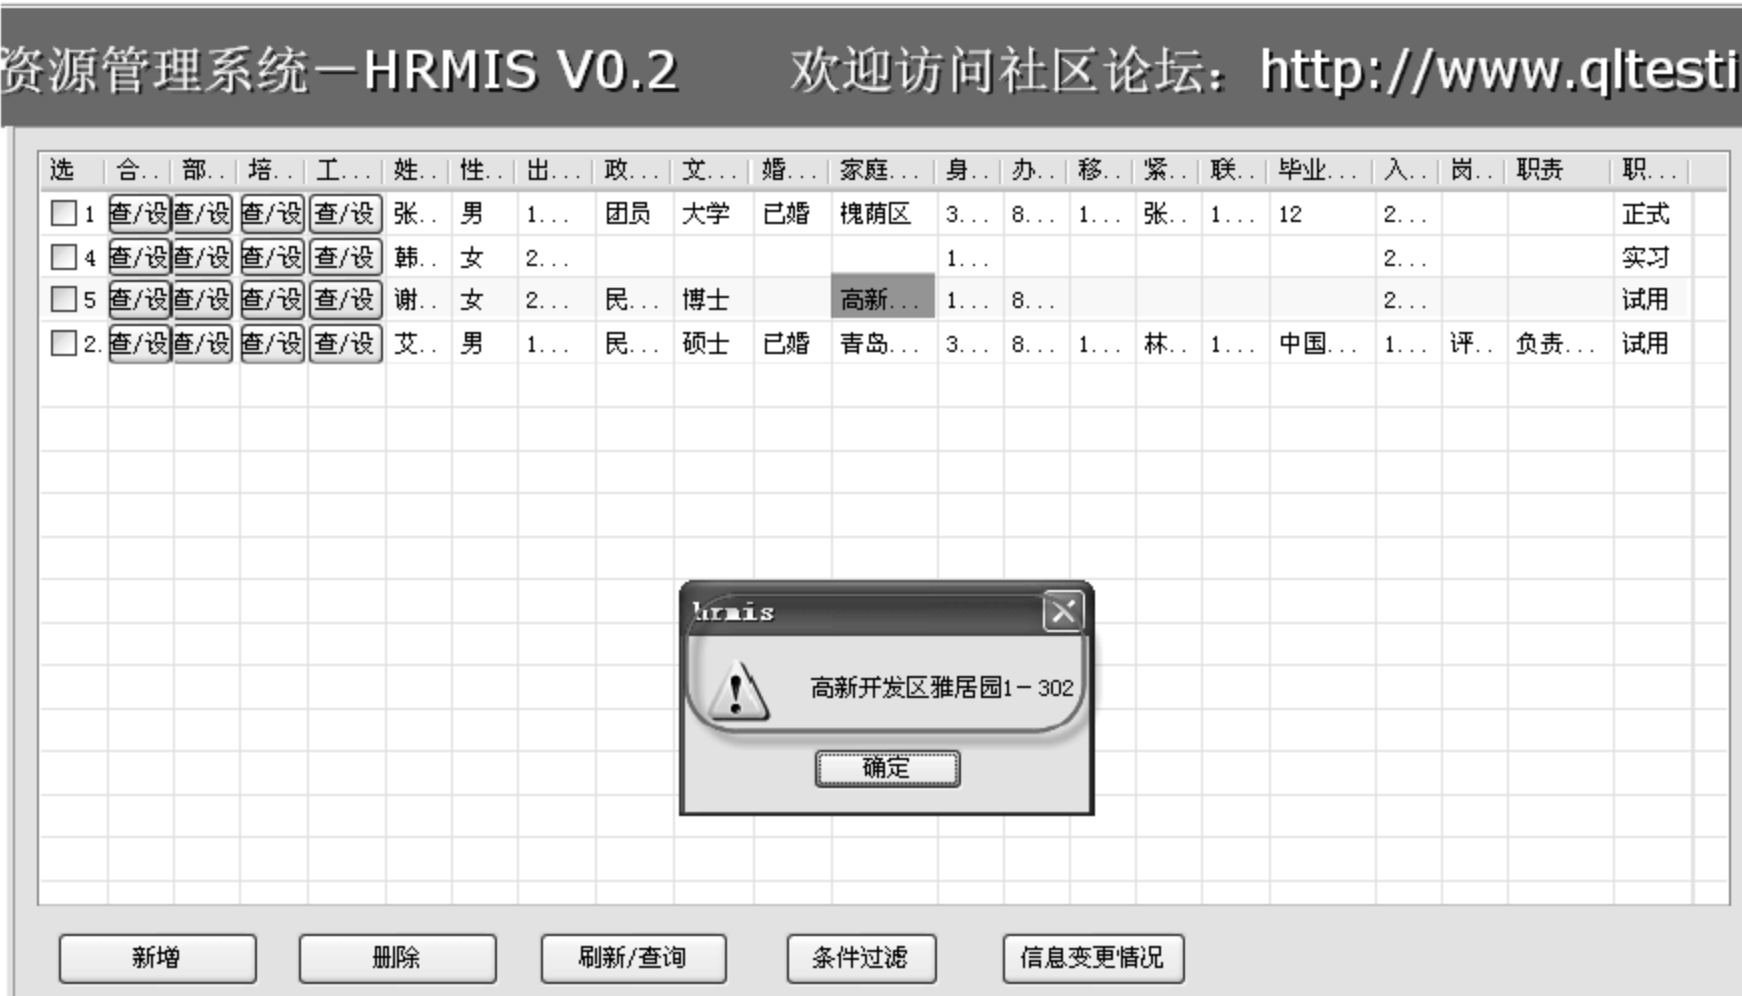 资源管理系统－HRMIS V0.2 欢迎访问社区论坛：http://www.qltesti
选 合.. 部.. 培.. 工... 姓.. 性.. 出... 政... 文... 婚... 家庭... 身.. 办.. 移.. 紧.. 联.. 毕业... 入.. 岗.. 职责 职...
1 查/设 查/设 查/设 查/设 张.. 男 1... 团员 大学 已婚 槐荫区 3... 8... 1... 张.. 1... 12 2... 正式
4 查/设 查/设 查/设 查/设 韩.. 女 2... 1... 2... 实习
5 查/设 查/设 查/设 查/设 谢.. 女 2... 民... 博士 高新... 1... 8... 2... 试用
2. 查/设 查/设 查/设 查/设 艾.. 男 1... 民... 硕士 已婚 青岛... 3... 8... 1... 林.. 1... 中国... 1... 评.. 负责... 试用
hrmis
高新开发区雅居园1－302
确定
新增 删除 刷新/查询 条件过滤 信息变更情况